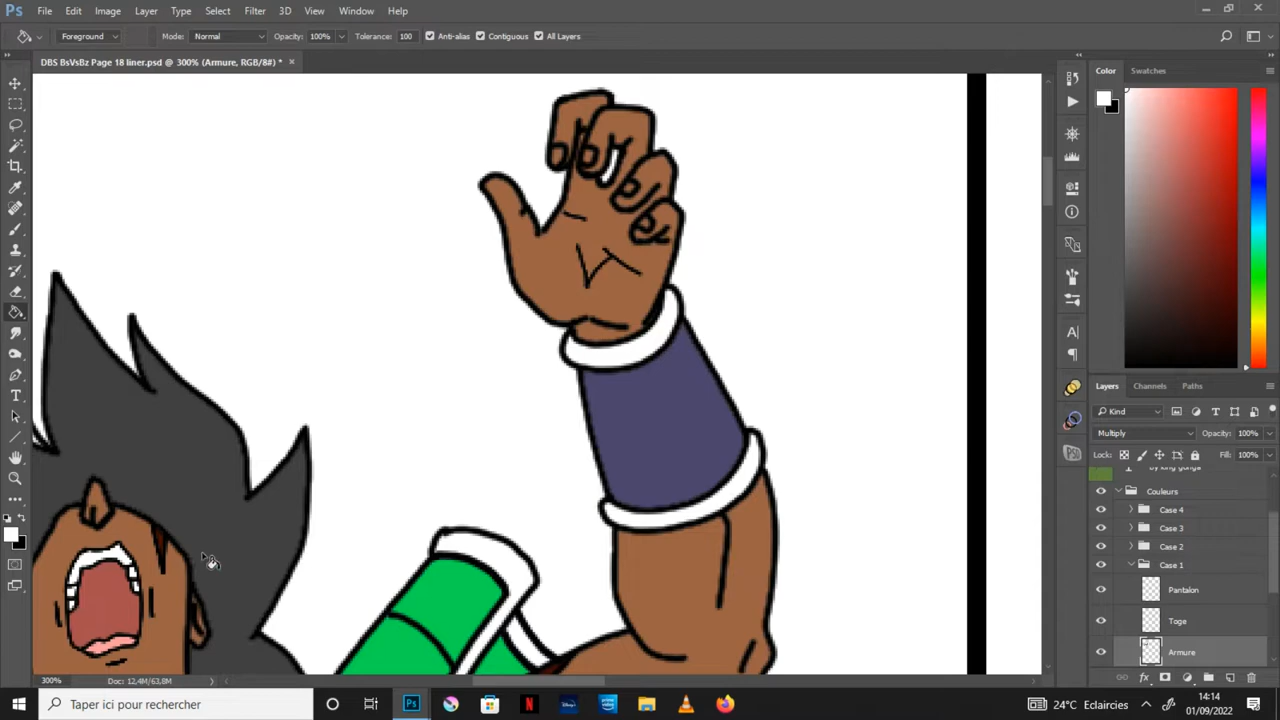 Ps File Edit Image Layer Type Select Filter 3D View Window Help
Foreground Mode: Normal Opacity: 100% Tolerance: 100 Anti-alias Contiguous All Layers
DBS BsVsBz Page 18 liner.psd @ 300% (Armure, RGB/8#) *
Color Swatches
Layers Channels Paths
Kind
Multiply Opacity: 100%
Lock: Fill: 100%
Couleurs
Case 4
Case 3
Case 2
Case 1
Pantalon
Toge
Armure
300% Doc: 12,4M/63,8M
Taper ici pour rechercher
24°C Eclaircies
14:14
01/09/2022